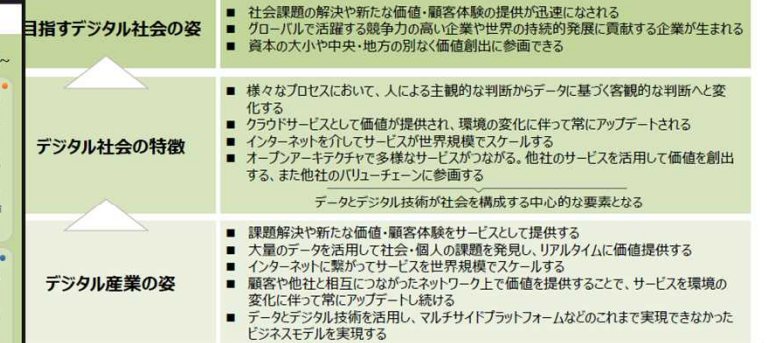 目指すデジタル社会の姿
■ 社会課題の解決や新たな価値・顧客体験の提供が迅速になされる
■ グローバルで活躍する競争力の高い企業や世界の持続的発展に貢献する企業が生まれる
■ 資本の大小や中央・地方の別なく価値創出に参画できる
デジタル社会の特徴
■ 様々なプロセスにおいて、人による主観的な判断からデータに基づく客観的な判断へと変
化する
■ クラウドサービスとして価値が提供され、環境の変化に伴って常にアップデートされる
■ インターネットを介してサービスが世界規模でスケールする
■ オープンアーキテクチャで多様なサービスがつながる。他社のサービスを活用して価値を創出
する、また他社のバリューチェーンに参画する
データとデジタル技術が社会を構成する中心的な要素となる
デジタル産業の姿
■ 課題解決や新たな価値・顧客体験をサービスとして提供する
■ 大量のデータを活用して社会・個人の課題を発見し、リアルタイムに価値提供する
■ インターネットに繋がってサービスを世界規模でスケールする
■ 顧客や他社と相互につながったネットワーク上で価値を提供することで、サービスを環境の
変化に伴って常にアップデートし続ける
■ データとデジタル技術を活用し、マルチサイドプラットフォームなどのこれまで実現できなかった
ビジネスモデルを実現する